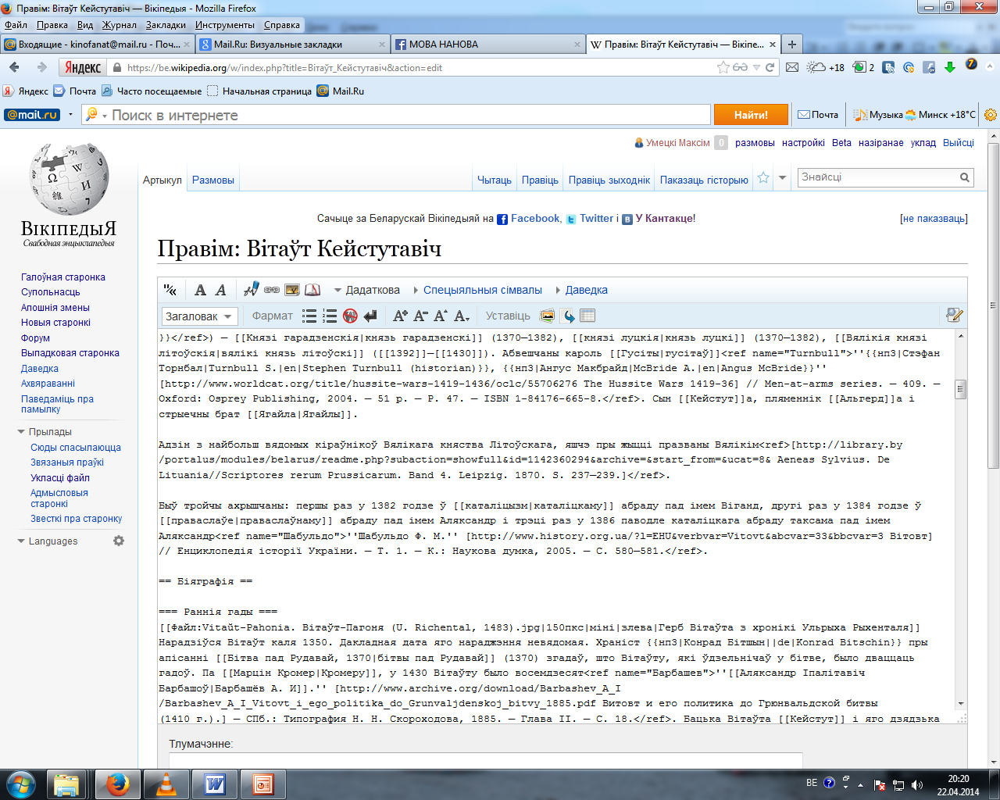 Правім: Вітаўт Кейстутавіч — Вікіпедыя - Mozilla Firefox
Файл Правка Вид Журнал Закладки Инструменты Справка
Входящие - kinofanat@mail.ru - Поч... Mail.Ru: Визуальные закладки МОВА НАНОВА Правім: Вітаўт Кейстутавіч — Вікіпе...
Яндекс https://be.wikipedia.org/w/index.php?title=Вітаўт_Кейстутавіч&action=edit +18 2 7
Яндекс Почта Часто посещаемые Начальная страница Mail.Ru
@mail.ru Поиск в интернете Найти! Почта Музыка Минск +18°C
Умецкі Максім 0 размовы настройкі Beta назіранае уклад Выйсці
Артыкул Размовы Чытаць Правіць Правіць зыходнік Паказаць гісторыю Знайсці
ВікіпедыЯ
Свабодная энцыклапедыя
Сачыце за Беларускай Вікіпедыяй на Facebook, Twitter і У Кантакце! [не паказваць]
Правім: Вітаўт Кейстутавіч
Галоўная старонка
Супольнасць
Апошнія змены
Новыя старонкі
Форум
Выпадковая старонка
Даведка
Ахвяраванні
Паведаміць пра
памылку
Прылады
Сюды спасылаюцца
Звязаныя праўкі
Укласці файл
Адмысловыя
старонкі
Звесткі пра старонку
Languages
Дадаткова Спецыяльныя сімвалы Даведка
Загаловак Фармат Уставіць
}}</ref>) — [[Князі гарадзенскія|князь гарадзенскі]] (1370—1382), [[князі луцкія|князь луцкі]] (1370—1382), [[Вялікія князі
літоўскія|вялікі князь літоўскі]] ([[1392]]—[[1430]]). Абвешчаны кароль [[Гусіты|гусітаў]]<ref name="Turnbull">''{{нп3|Стэфан
Торнбал|Turnbull S.|en|Stephen Turnbull (historian)}}, {{нп3|Ангус Макбрайд|McBride A.|en|Angus McBride}}''
[http://www.worldcat.org/title/hussite-wars-1419-1436/oclc/55706276 The Hussite Wars 1419-36] // Men-at-arms series. — 409. —
Oxford: Osprey Publishing, 2004. — 51 p. — P. 47. — ISBN 1-84176-665-8.</ref>. Сын [[Кейстут]]а, пляменнік [[Альгерд]]а і
стрыечны брат [[Ягайла|Ягайлы]].
Адзін з найбольш вядомых кіраўнікоў Вялікага княства Літоўскага, яшчэ пры жыцці празваны Вялікім<ref>[http://library.by
/portalus/modules/belarus/readme.php?subaction=showfull&id=1142360294&archive=&start_from=&ucat=8& Aeneas Sylvius. De
Lituania//Scriptores rerum Prussicarum. Band 4. Leipzig. 1870. S. 237—239.]</ref>.
Быў тройчы ахрышчаны: першы раз у 1382 годзе ў [[каталіцызм|каталіцкаму]] абраду пад імем Віганд, другі раз у 1384 годзе ў
[[праваслаўе|праваслаўнаму]] абраду пад імем Аляксандр і трэці раз у 1386 паводле каталіцкага абраду таксама пад імем
Аляксандр<ref name="Шабульдо">''Шабульдо Ф. М.'' [http://www.history.org.ua/?l=EHU&verbvar=Vitovt&abcvar=33&bbcvar=3 Вітовт]
// Енциклопедія історії України. — Т. 1. — К.: Наукова думка, 2005. — С. 580—581.</ref>.
== Біяграфія ==
=== Раннія гады ===
[[Файл:Vitaŭt-Pahonia. Вітаўт-Пагоня (U. Richental, 1483).jpg|150пкс|міні|злева|Герб Вітаўта з хронікі Ульрыха Рыхенталя]]
Нарадзіўся Вітаўт каля 1350. Дакладная дата яго нараджэння невядомая. Храніст {{нп3|Конрад Бітшын||de|Konrad Bitschin}} пры
апісанні [[Бітва пад Рудавай, 1370|бітвы пад Рудавай]] (1370) згадаў, што Вітаўту, які ўдзельнічаў у бітве, было дваццаць
гадоў. Па [[Марцін Кромер|Кромеру]], у 1430 Вітаўту было восемдзесят<ref name="Барбашев">''[[Аляксандр Іпалітавіч
Барбашоў|Барбашёв А. И]].'' [http://www.archive.org/download/Barbashev_A_I
/Barbashev_A_I_Vitovt_i_ego_politika_do_Grunvaljdenskoj_bitvy_1885.pdf Витовт и его политика до Грюнвальдской битвы
(1410 г.).] — СПб.: Типография Н. Н. Скороходова, 1885. — Глава II. — С. 18.</ref>. Бацька Вітаўта [[Кейстут]] і яго дзядзька
Тлумачэнне:
BE 20:20
22.04.2014